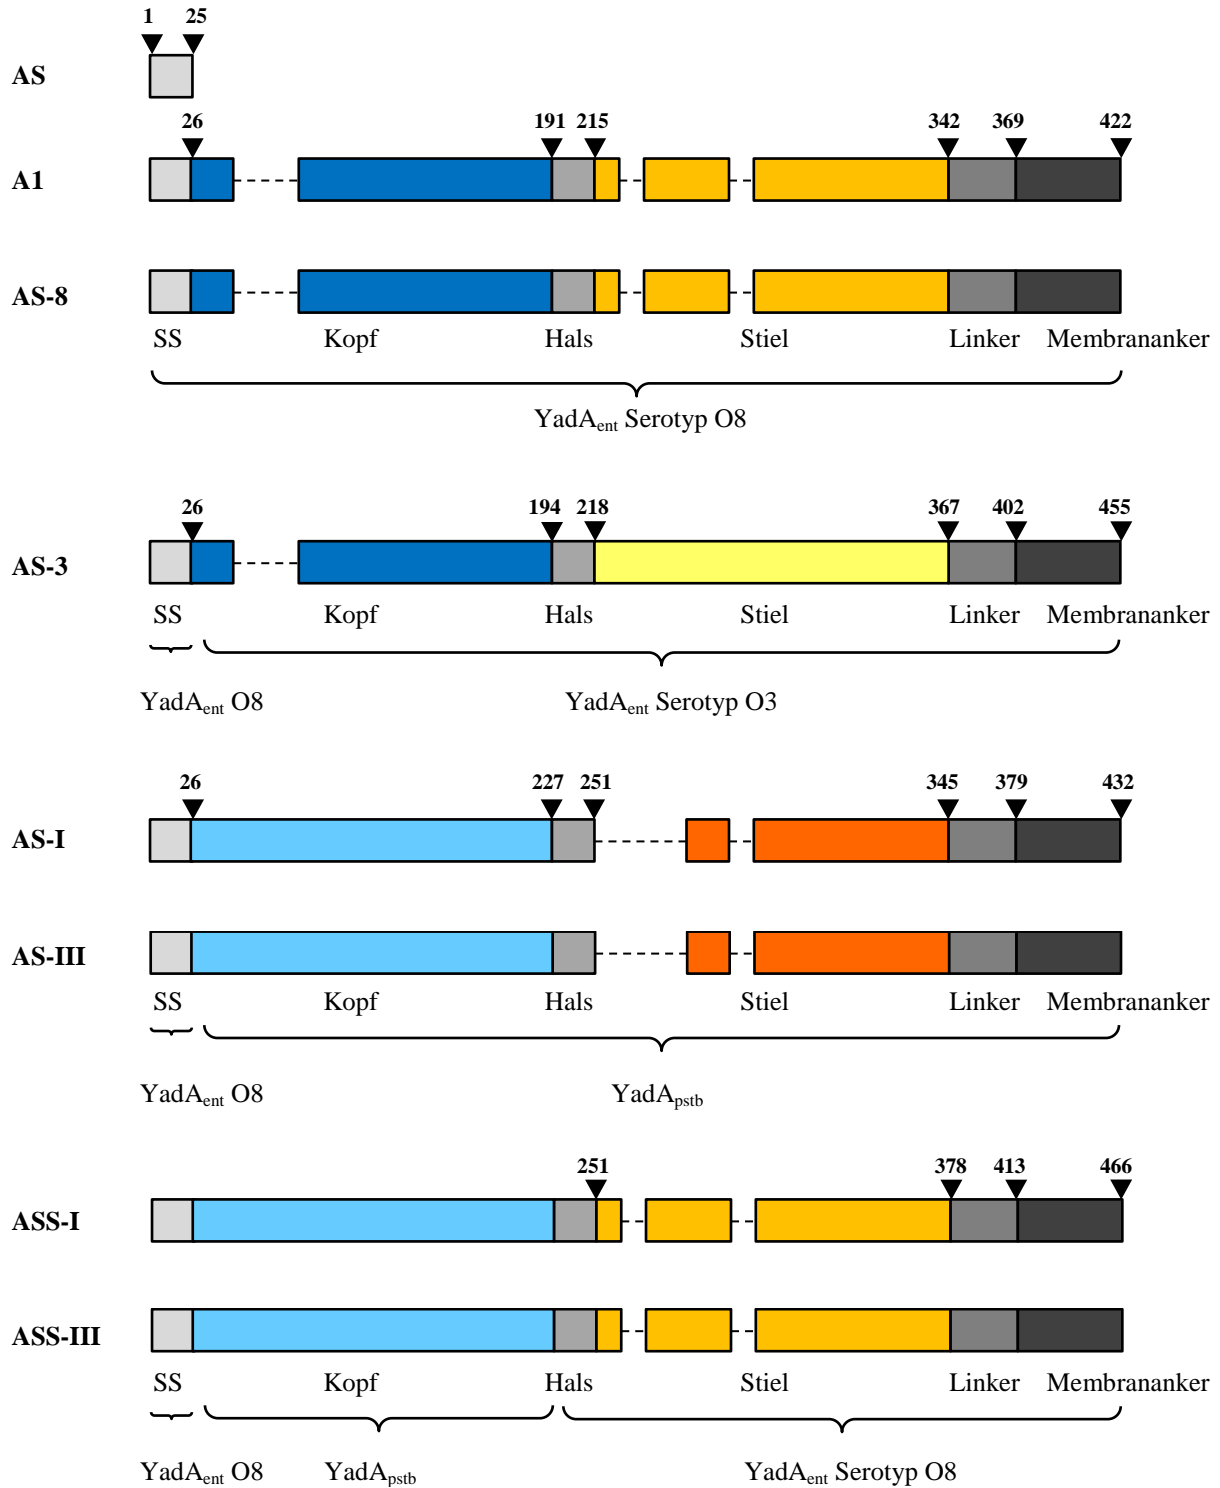 1 25
AS
26 191 215 342 369 422
A1
AS-8
SS Kopf Hals Stiel Linker Membrananker
YadAent Serotyp O8
26 194 218 367 402 455
AS-3
SS Kopf Hals Stiel Linker Membrananker
YadAent O8 YadAent Serotyp O3
26 227 251 345 379 432
AS-I
AS-III
SS Kopf Hals Stiel Linker Membrananker
YadAent O8 YadApstb
251 378 413 466
ASS-I
ASS-III
SS Kopf Hals Stiel Linker Membrananker
YadAent O8 YadApstb YadAent Serotyp O8